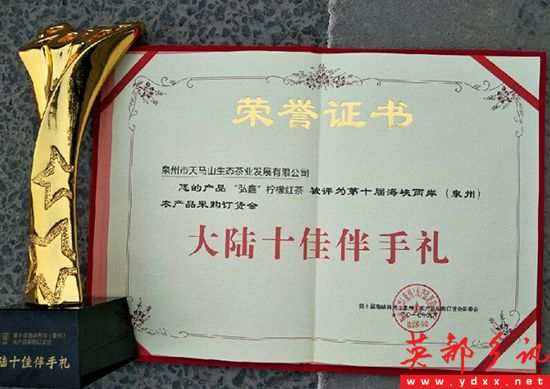 荣誉证书
泉州市天马山生态茶业发展有限公司
您的产品“弘鑫”柠檬红茶 被评为第十届海峡两岸（泉州）
农产品采购订货会
大陆十佳伴手礼
第十届海峡两岸（泉州）
农产品采购订货会
大陆十佳伴手礼
英都乡讯
www.ydxx.net